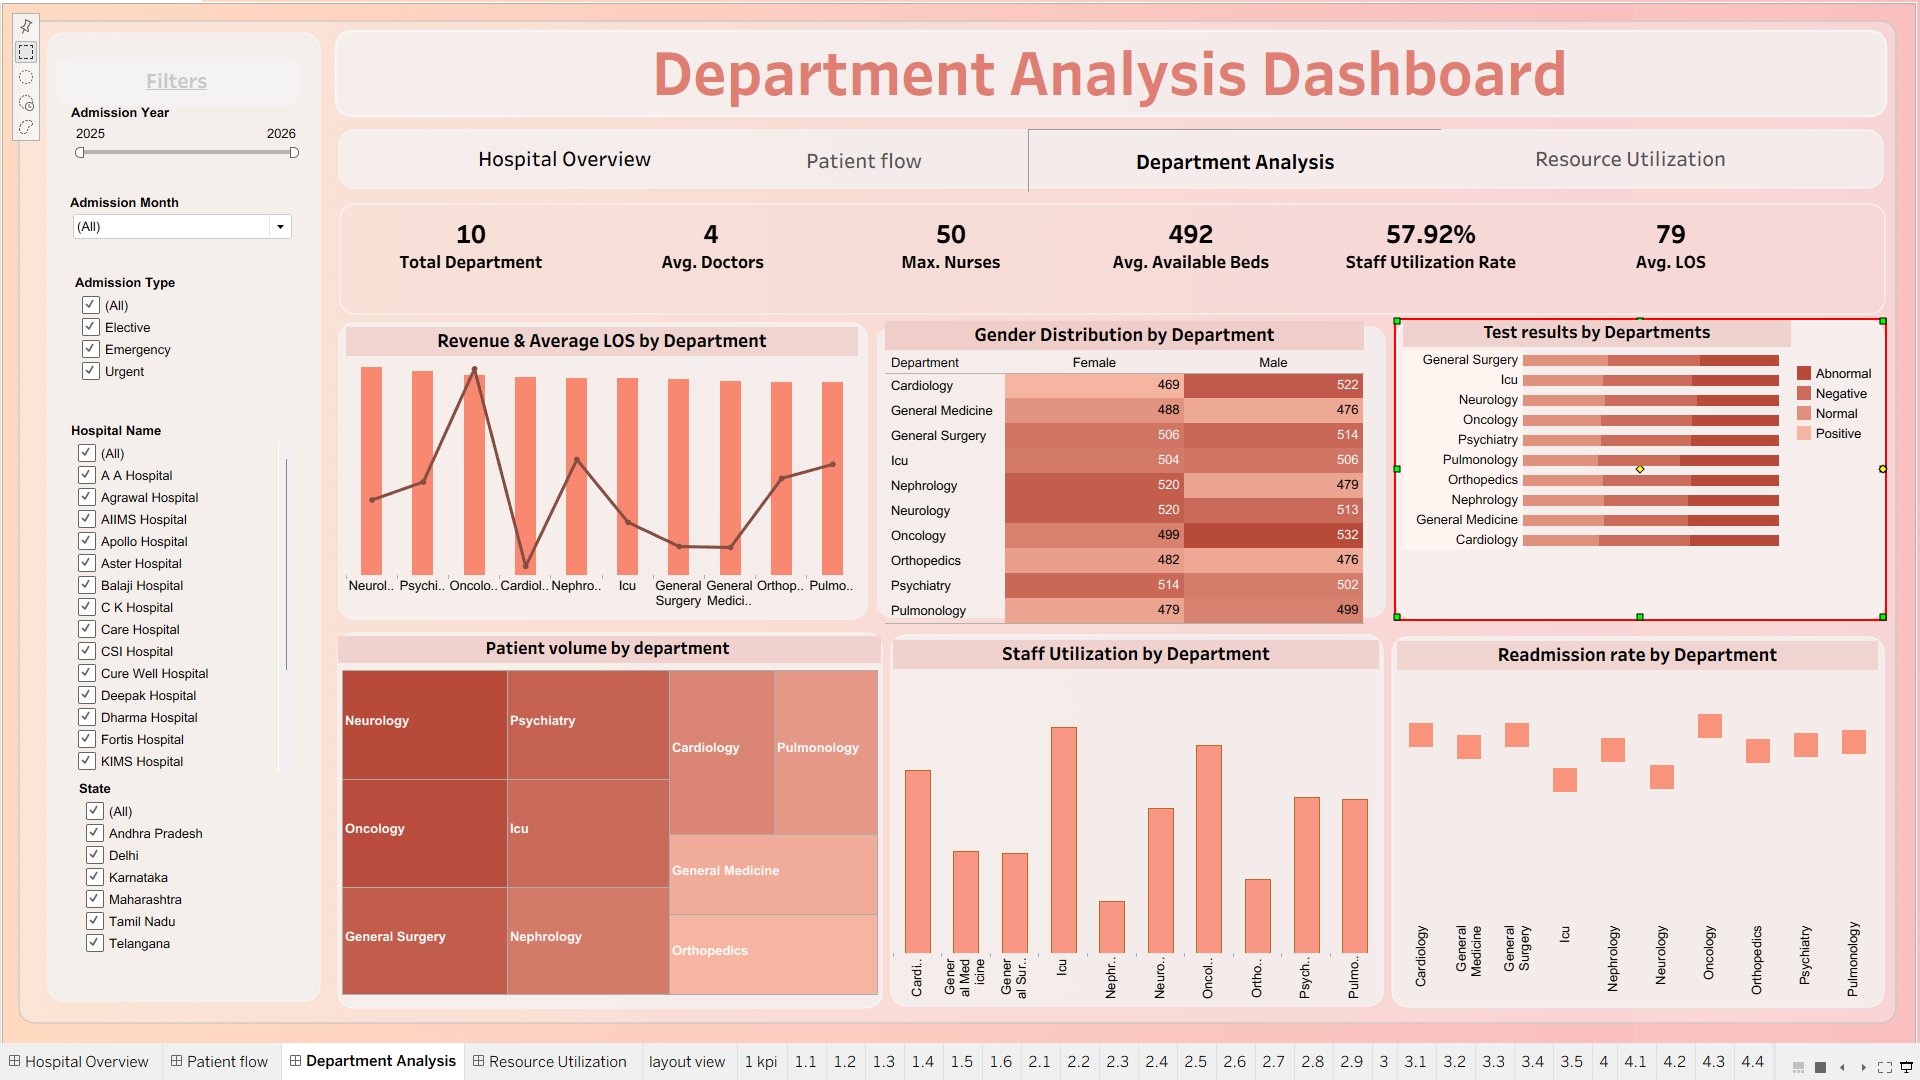 Filters
Admission Year
2025 2026
Admission Month
(All)
Admission Type
(All)
Elective
Emergency
Urgent
Hospital Name
(All)
A A Hospital
Agrawal Hospital
AIIMS Hospital
Apollo Hospital
Aster Hospital
Balaji Hospital
C K Hospital
Care Hospital
CSI Hospital
Cure Well Hospital
Deepak Hospital
Dharma Hospital
Fortis Hospital
KIMS Hospital
State
(All)
Andhra Pradesh
Delhi
Karnataka
Maharashtra
Tamil Nadu
Telangana
Department Analysis Dashboard
Hospital Overview Patient flow Department Analysis Resource Utilization
10 4 50 492 57.92% 79
Total Department Avg. Doctors Max. Nurses Avg. Available Beds Staff Utilization Rate Avg. LOS
Revenue & Average LOS by Department
Neurol.. Psychi.. Oncolo.. Cardiol.. Nephro.. Icu General Surgery General Medici.. Orthop.. Pulmo..
Gender Distribution by Department
Department Female Male
Cardiology 469 522
General Medicine 488 476
General Surgery 506 514
Icu 504 506
Nephrology 520 479
Neurology 520 513
Oncology 499 532
Orthopedics 482 476
Psychiatry 514 502
Pulmonology 479 499
Test results by Departments
General Surgery
Icu
Neurology
Oncology
Psychiatry
Pulmonology
Orthopedics
Nephrology
General Medicine
Cardiology
Abnormal
Negative
Normal
Positive
Patient volume by department
Neurology
Psychiatry
Cardiology
Pulmonology
Oncology
Icu
General Medicine
General Surgery
Nephrology
Orthopedics
Staff Utilization by Department
Cardi..
Gener
al Med
icine
Gener
al Sur..
Icu
Nephr..
Neuro..
Oncol..
Ortho..
Psych..
Pulmo..
Readmission rate by Department
Cardiology
General
Medicine
General
Surgery
Icu
Nephrology
Neurology
Oncology
Orthopedics
Psychiatry
Pulmonology
Hospital Overview Patient flow Department Analysis Resource Utilization layout view 1 kpi 1.1 1.2 1.3 1.4 1.5 1.6 2.1 2.2 2.3 2.4 2.5 2.6 2.7 2.8 2.9 3 3.1 3.2 3.3 3.4 3.5 4 4.1 4.2 4.3 4.4